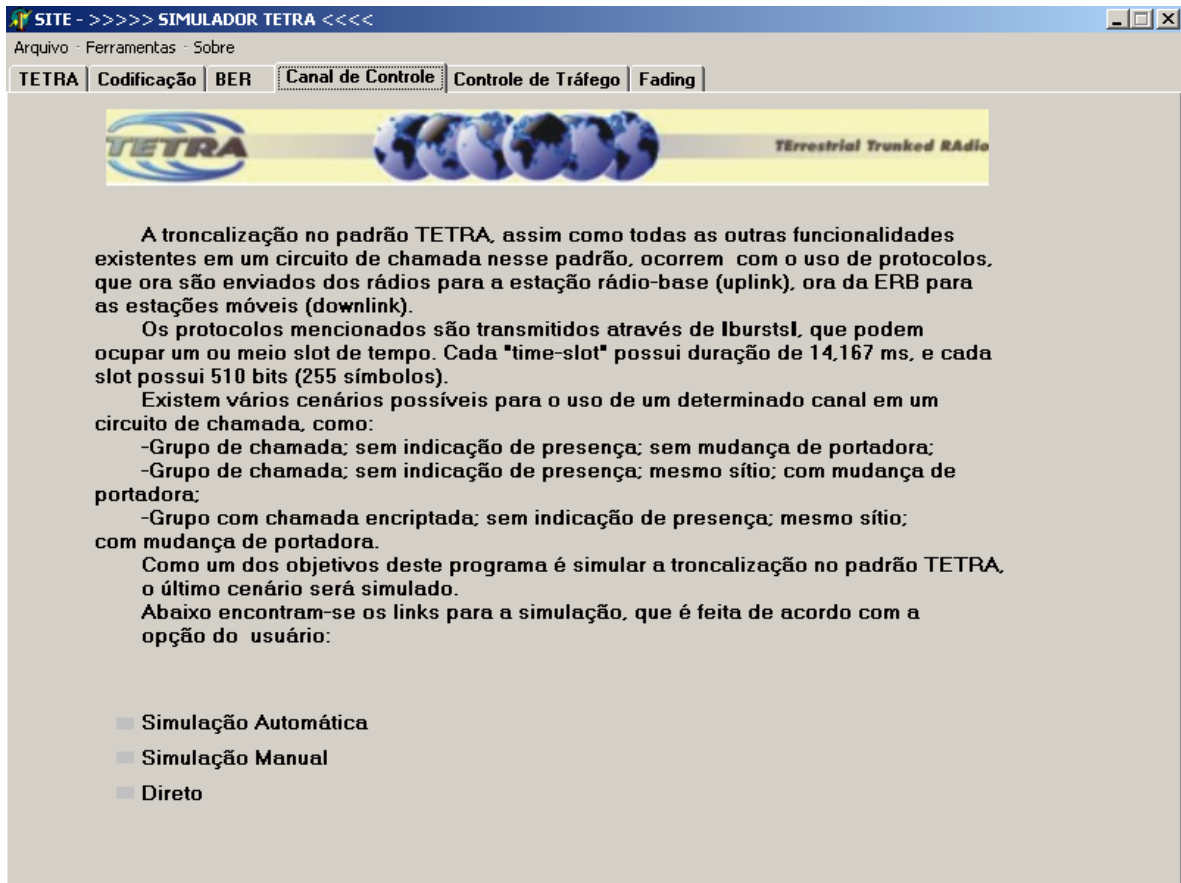 SITE - >>>>> SIMULADOR TETRA <<<<
Arquivo - Ferramentas - Sobre
TETRA Codificação BER Canal de Controle Controle de Tráfego Fading
TETRA TErrestrial Trunked RAdio
A troncalização no padrão TETRA, assim como todas as outras funcionalidades
existentes em um circuito de chamada nesse padrão, ocorrem com o uso de protocolos,
que ora são enviados dos rádios para a estação rádio-base (uplink), ora da ERB para
as estações móveis (downlink).
Os protocolos mencionados são transmitidos através de lburstsl, que podem
ocupar um ou meio slot de tempo. Cada "time-slot" possui duração de 14,167 ms, e cada
slot possui 510 bits (255 símbolos).
Existem vários cenários possíveis para o uso de um determinado canal em um
circuito de chamada, como:
-Grupo de chamada; sem indicação de presença; sem mudança de portadora;
-Grupo de chamada; sem indicação de presença; mesmo sítio; com mudança de
portadora;
-Grupo com chamada encriptada; sem indicação de presença; mesmo sítio;
com mudança de portadora.
Como um dos objetivos deste programa é simular a troncalização no padrão TETRA,
o último cenário será simulado.
Abaixo encontram-se os links para a simulação, que é feita de acordo com a
opção do usuário:
Simulação Automática
Simulação Manual
Direto